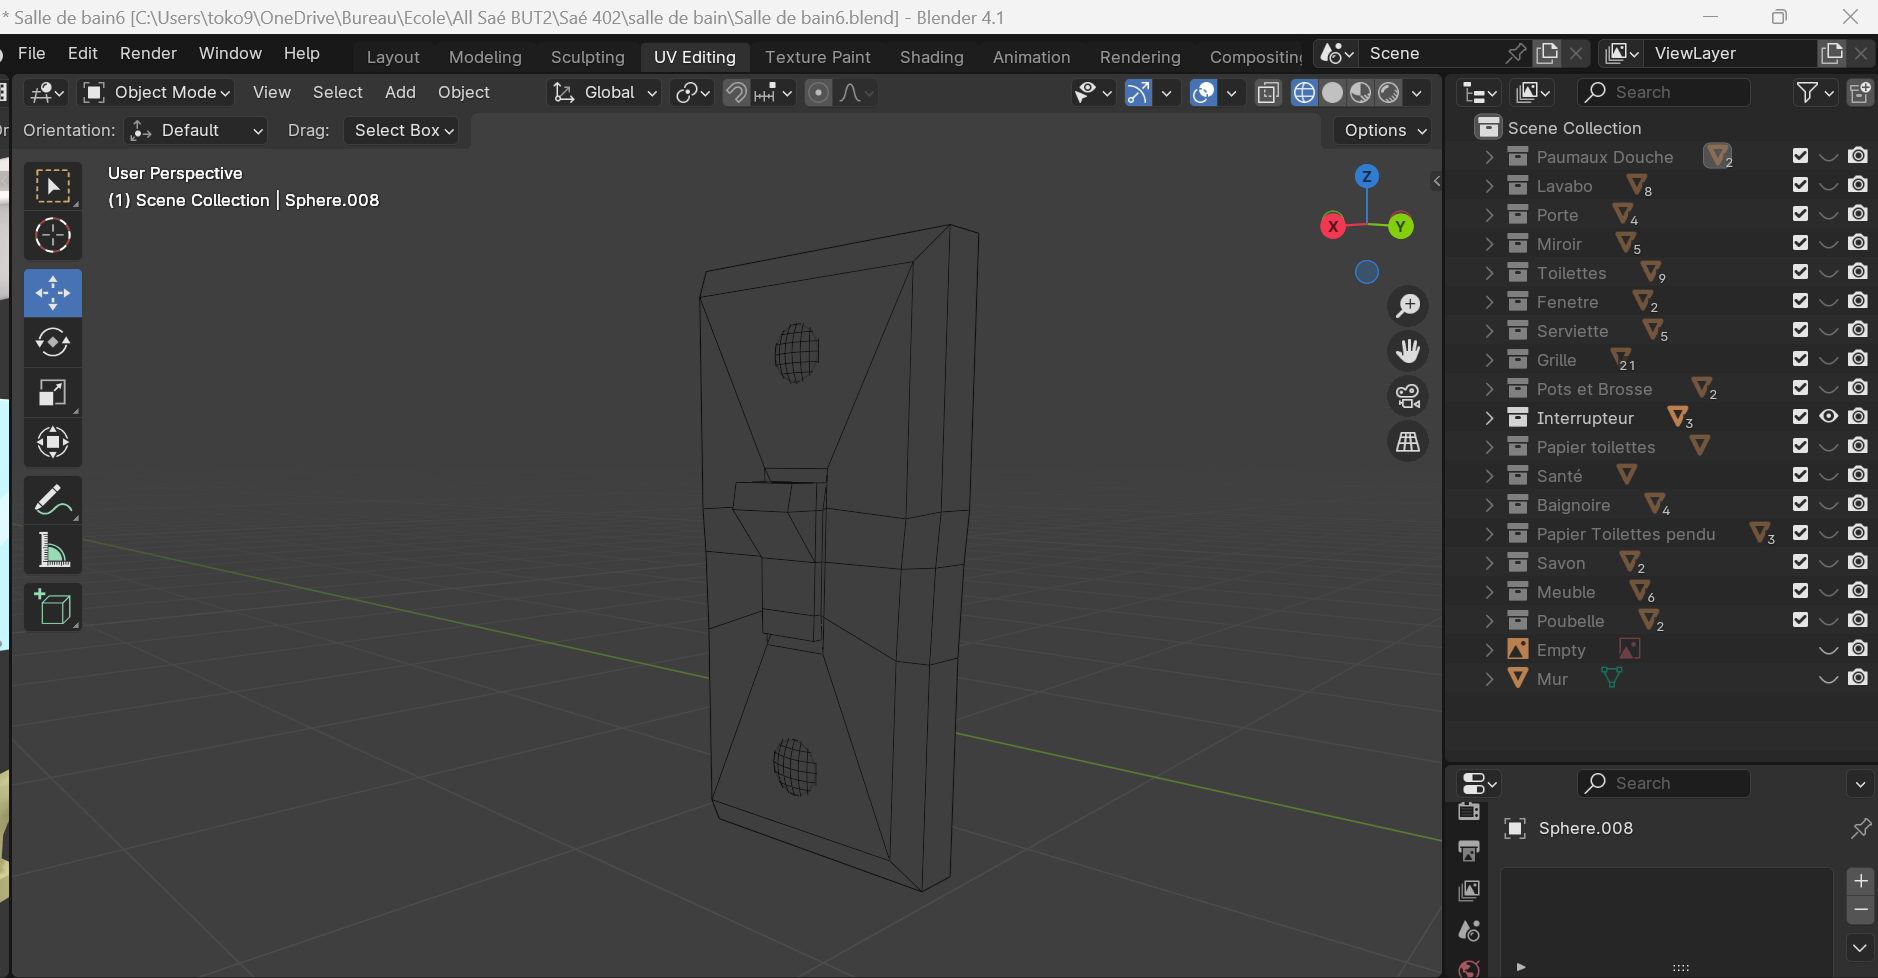 * Salle de bain6 [C:\Users\toko9\OneDrive\Bureau\Ecole\All Saé BUT2\Saé 402\salle de bain\Salle de bain6.blend] - Blender 4.1
File Edit Render Window Help Layout Modeling Sculpting UV Editing Texture Paint Shading Animation Rendering Compositing Scene ViewLayer
Object Mode View Select Add Object Global Search
Orientation: Default Drag: Select Box Options
User Perspective
(1) Scene Collection | Sphere.008
Z
X
Y
Scene Collection
Paumaux Douche 2
Lavabo 8
Porte 4
Miroir 5
Toilettes 9
Fenetre 2
Serviette 5
Grille 21
Pots et Brosse 2
Interrupteur 3
Papier toilettes
Santé
Baignoire 4
Papier Toilettes pendu 3
Savon 2
Meuble 6
Poubelle 2
Empty
Mur
Search
Sphere.008